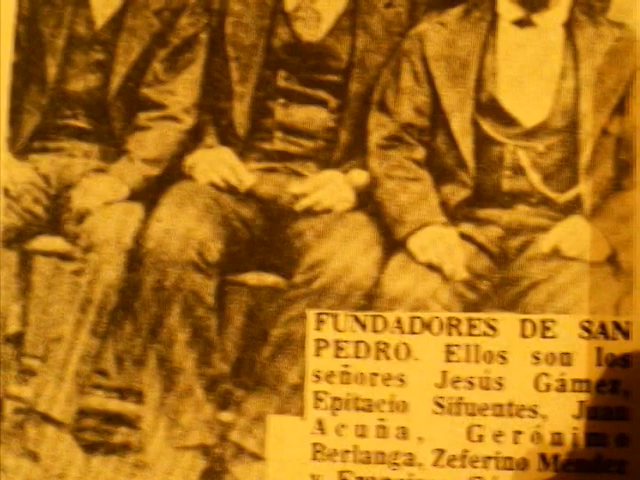 FUNDADORES DE SAN
PEDRO. Ellos son los
señores Jesús Gámez,
Epitacio Sifuentes, Juan
Acuña, Gerónimo
Berlanga, Zeferino Méndez
y